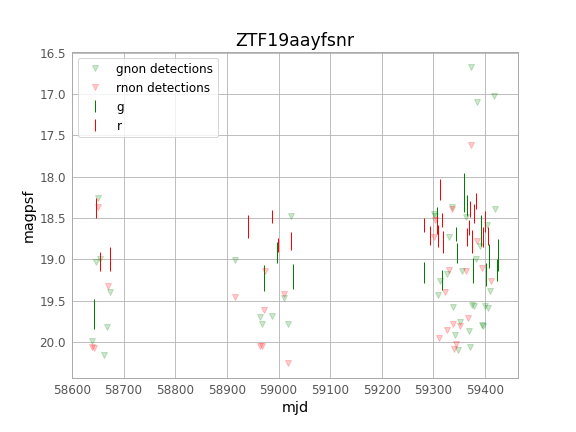 ZTF19aayfsnr
gnon detections
rnon detections
g
r
magpsf
16.5
17.0
17.5
18.0
18.5
19.0
19.5
20.0
58600 58700 58800 58900 59000 59100 59200 59300 59400
mjd